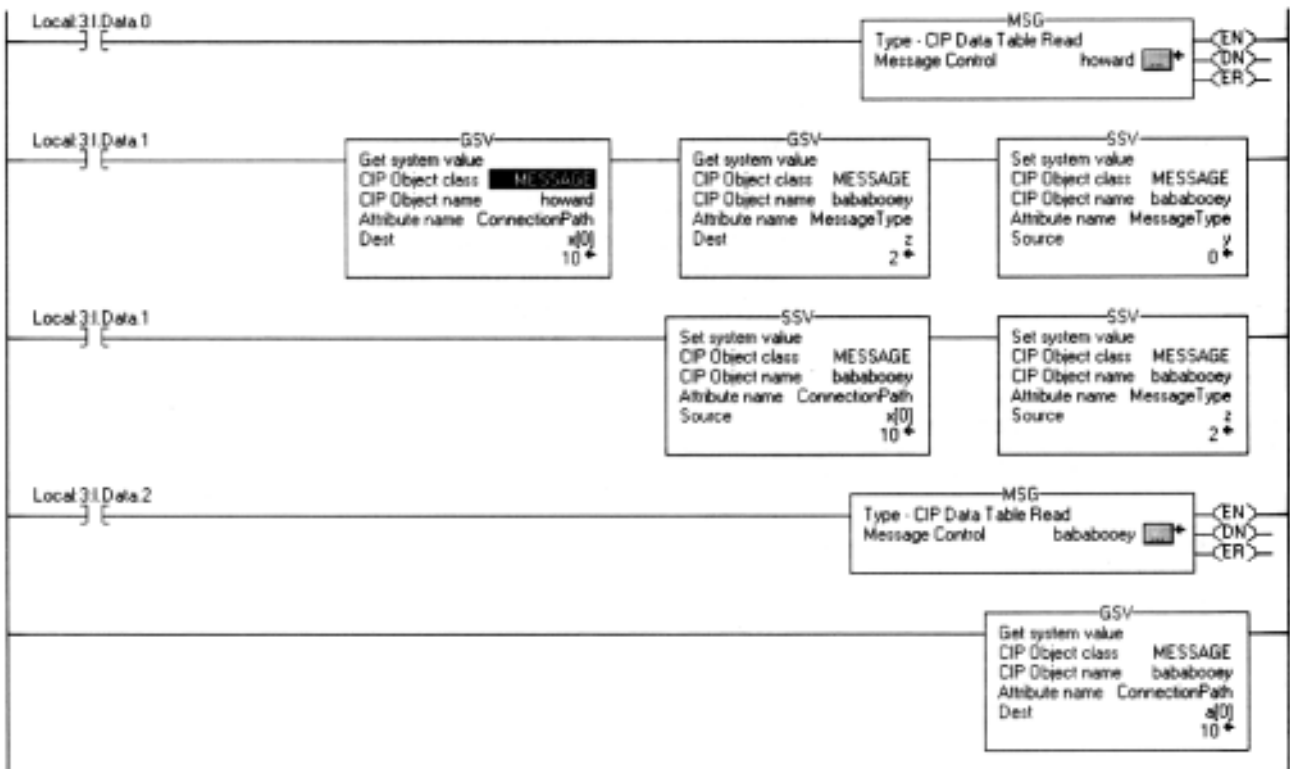 Local:3:I.Data.0
MSG
Type - CIP Data Table Read
Message Control howard ...
EN
DN
ER
Local:3:I.Data.1
GSV
Get system value
CIP Object class MESSAGE
CIP Object name howard
Attribute name ConnectionPath
Dest x[0]
10
GSV
Get system value
CIP Object class MESSAGE
CIP Object name bababooey
Attribute name MessageType
Dest z
2
SSV
Set system value
CIP Object class MESSAGE
CIP Object name bababooey
Attribute name MessageType
Source y
0
Local:3:I.Data.1
SSV
Set system value
CIP Object class MESSAGE
CIP Object name bababooey
Attribute name ConnectionPath
Source x[0]
10
SSV
Set system value
CIP Object class MESSAGE
CIP Object name bababooey
Attribute name MessageType
Source z
2
Local:3:I.Data.2
MSG
Type - CIP Data Table Read
Message Control bababooey ...
EN
DN
ER
GSV
Get system value
CIP Object class MESSAGE
CIP Object name bababooey
Attribute name ConnectionPath
Dest a[0]
10